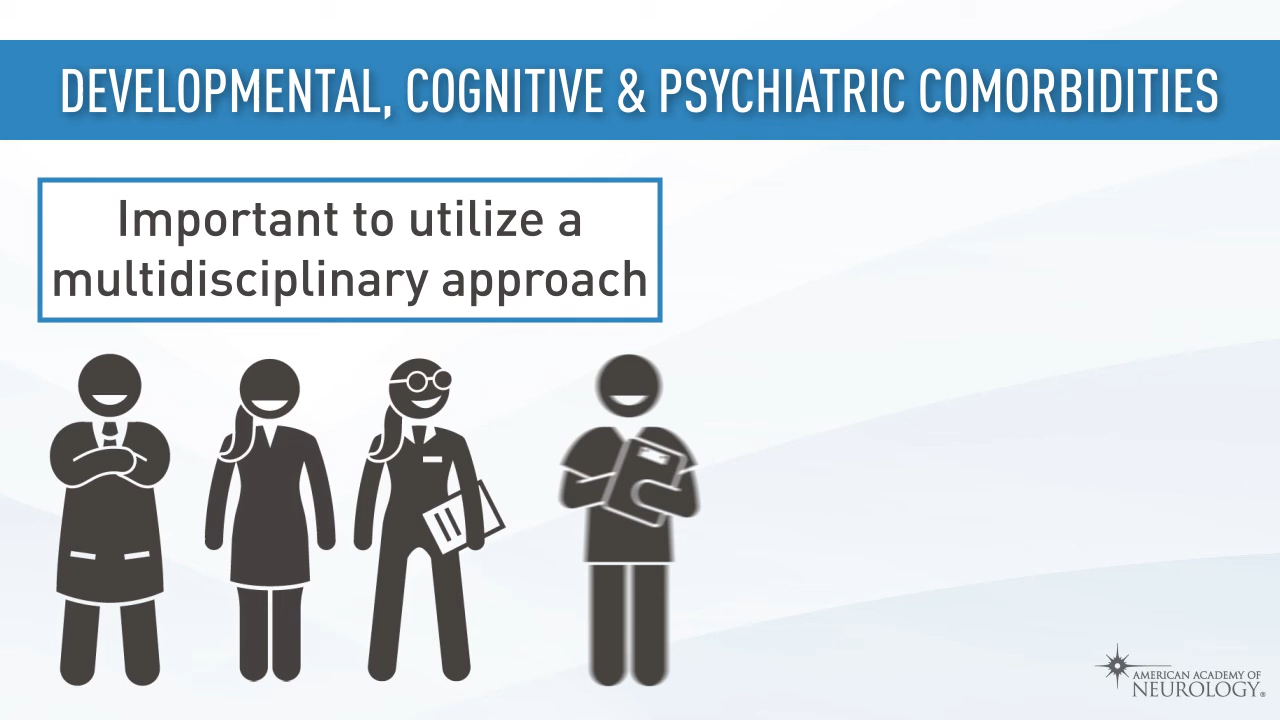 DEVELOPMENTAL, COGNITIVE & PSYCHIATRIC COMORBIDITIES
Important to utilize a
multidisciplinary approach
AMERICAN ACADEMY OF
NEUROLOGY®